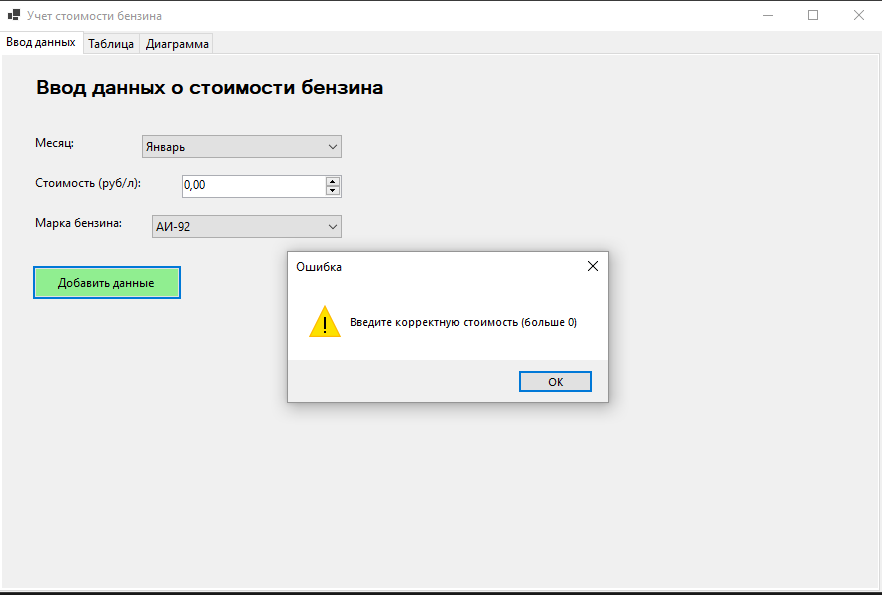 Учет стоимости бензина
Ввод данных Таблица Диаграмма
Ввод данных о стоимости бензина
Месяц: Январь
Стоимость (руб/л): 0,00
Марка бензина: АИ-92
Добавить данные
Ошибка
Введите корректную стоимость (больше 0)
ОК